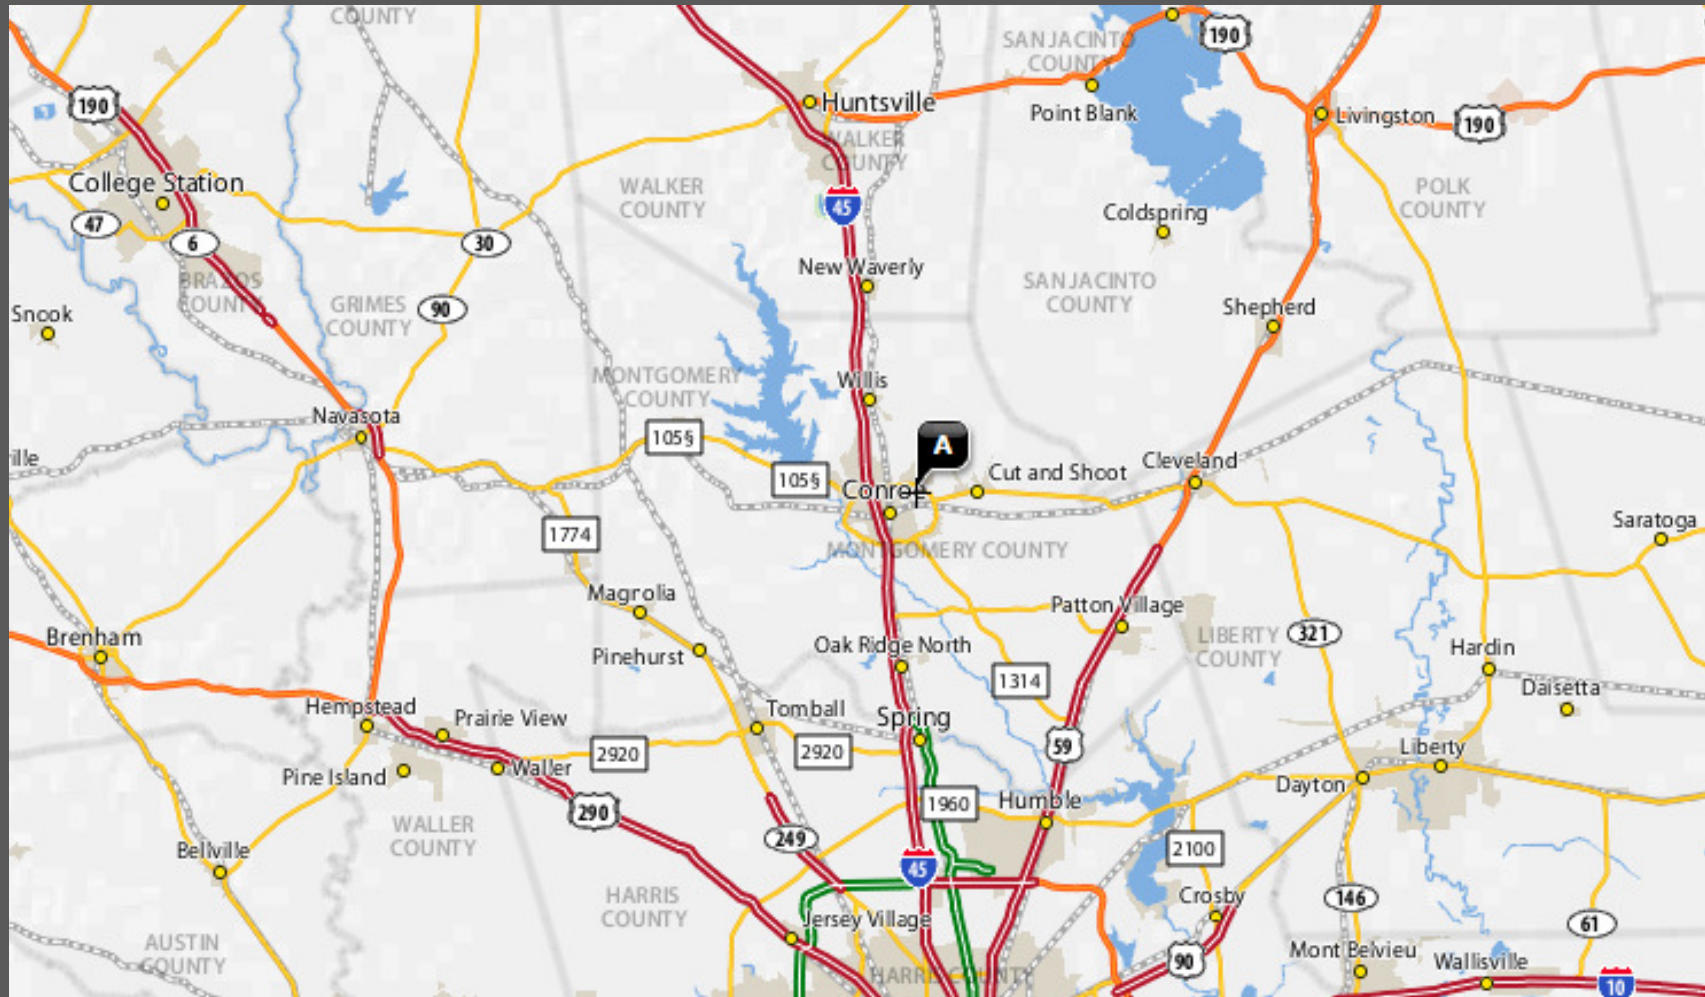 COUNTY
190
SAN JACINTO
COUNTY
190
Huntsville
Point Blank
Livingston
190
WALKER
COUNTY
College Station
WALKER
COUNTY
POLK
COUNTY
47
6
30
45
Coldspring
New Waverly
BRAZOS
COUNTY
GRIMES
COUNTY
90
SAN JACINTO
COUNTY
Snook
Shepherd
MONTGOMERY
COUNTY
Willis
Navasota
105§
A
ville
105§
Conroe
Cut and Shoot
Cleveland
1774
MONTGOMERY COUNTY
Saratoga
Magnolia
Patton Village
Brenham
Pinehurst
Oak Ridge North
LIBERTY
COUNTY
321
Hardin
1314
Daisetta
Hempstead
Prairie View
Tomball
Spring
59
2920
2920
Liberty
Pine Island
Waller
Dayton
290
1960
Humble
WALLER
COUNTY
249
2100
Bellville
45
HARRIS
COUNTY
Crosby
146
Jersey Village
61
AUSTIN
COUNTY
90
Mont Belvieu
Wallisville
HARRIS COUNTY
10